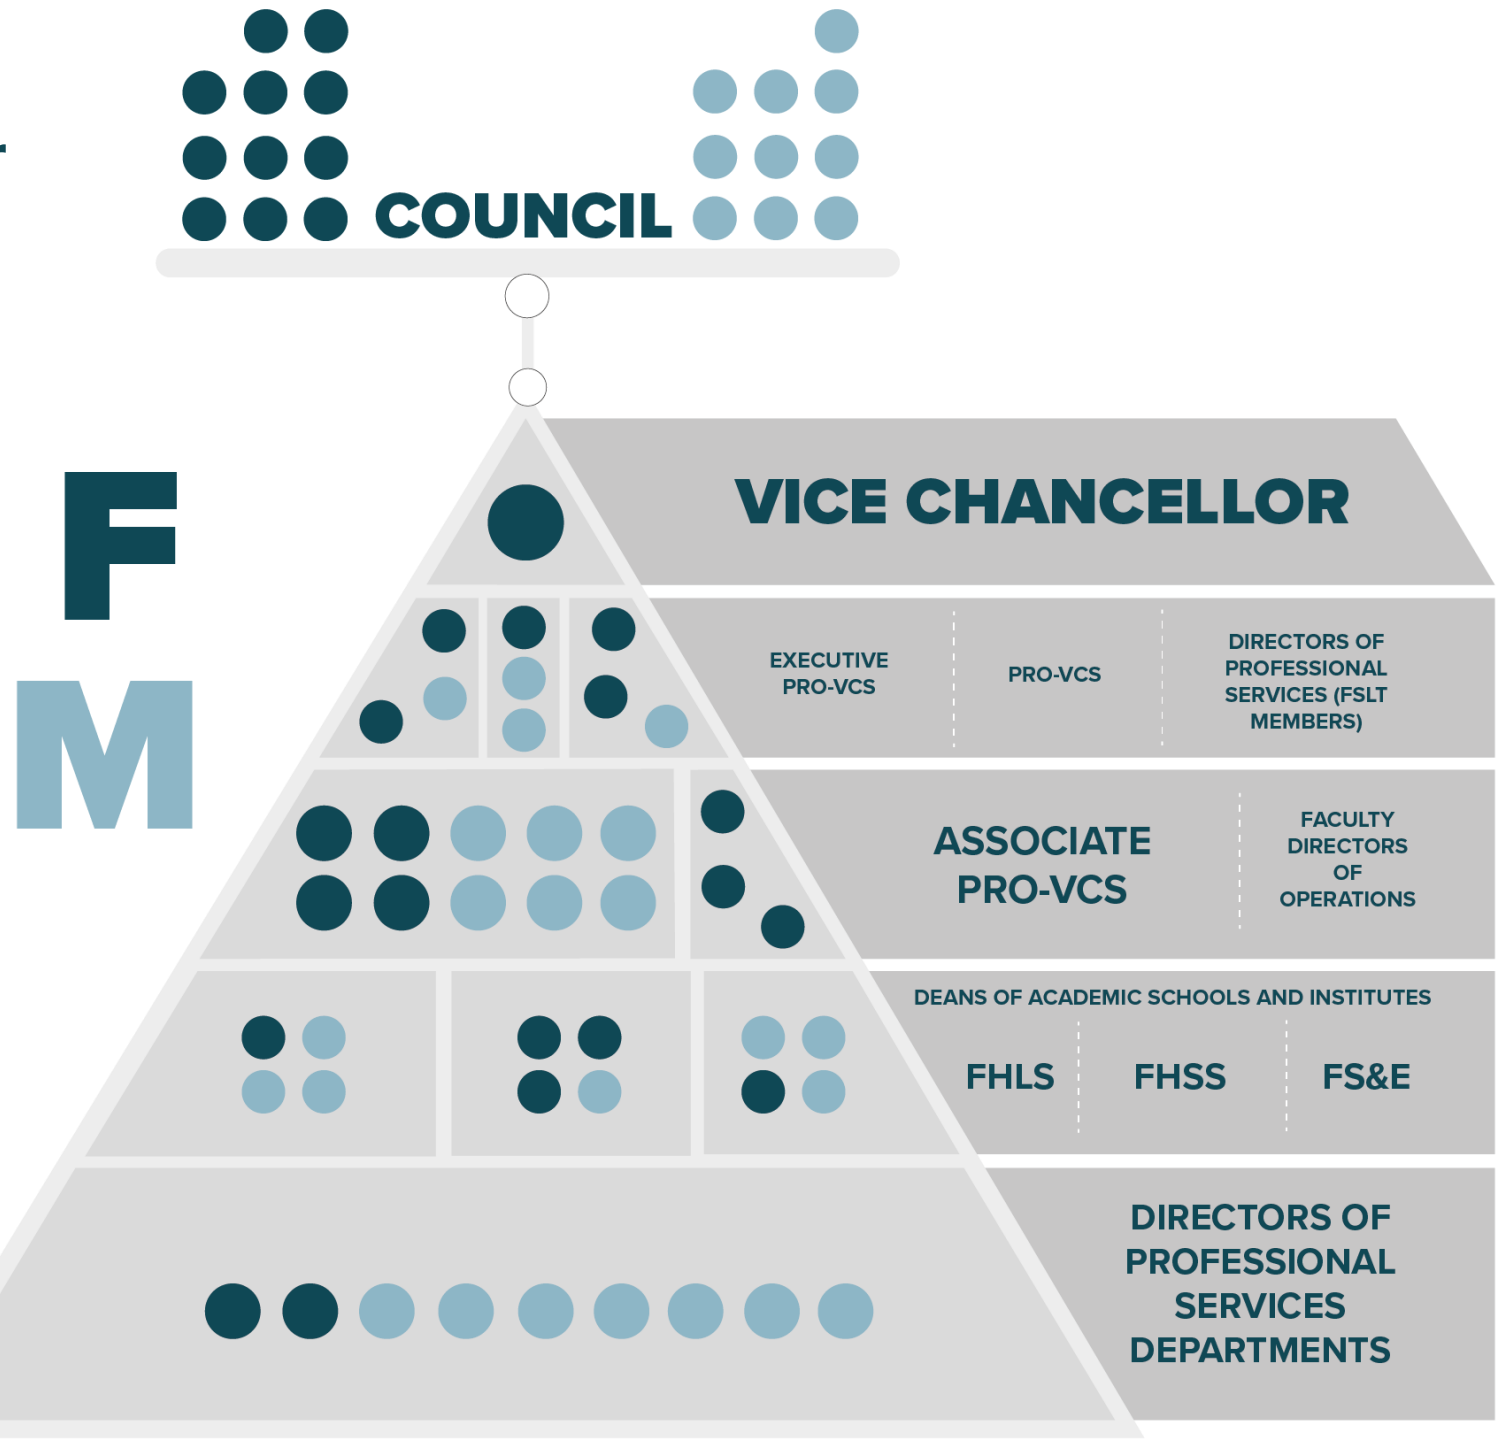 COUNCIL
F
M
VICE CHANCELLOR
EXECUTIVE
PRO-VCS
PRO-VCS
DIRECTORS OF
PROFESSIONAL
SERVICES (FSLT
MEMBERS)
ASSOCIATE
PRO-VCS
FACULTY
DIRECTORS
OF
OPERATIONS
DEANS OF ACADEMIC SCHOOLS AND INSTITUTES
FHLS
FHSS
FS&E
DIRECTORS OF
PROFESSIONAL
SERVICES
DEPARTMENTS